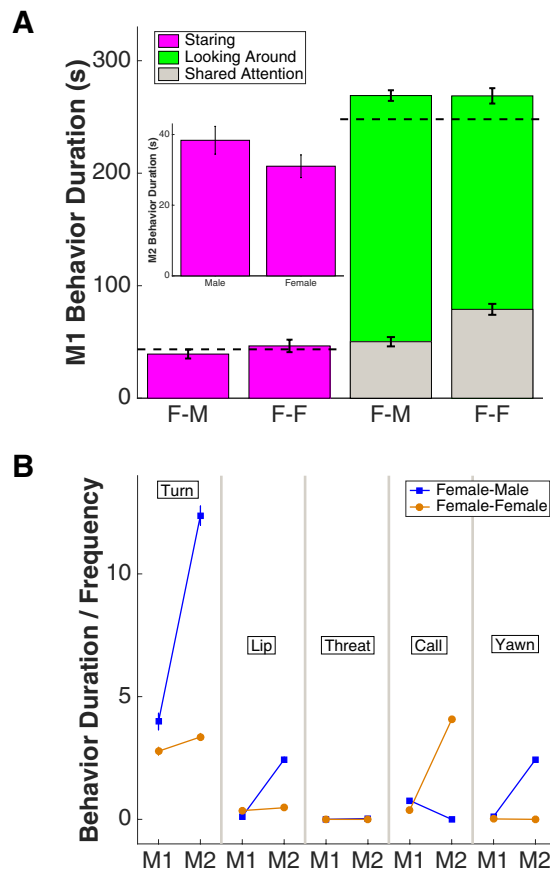 A
M1 Behavior Duration (s)
300
200
100
0
Staring
Looking Around
Shared Attention
M2 Behavior Duration (s)
40
20
0
Male
Female
F-M
F-F
F-M
F-F
B
Behavior Duration / Frequency
10
5
0
Turn
Lip
Threat
Call
Yawn
Female-Male
Female-Female
M1 M2 M1 M2 M1 M2 M1 M2 M1 M2